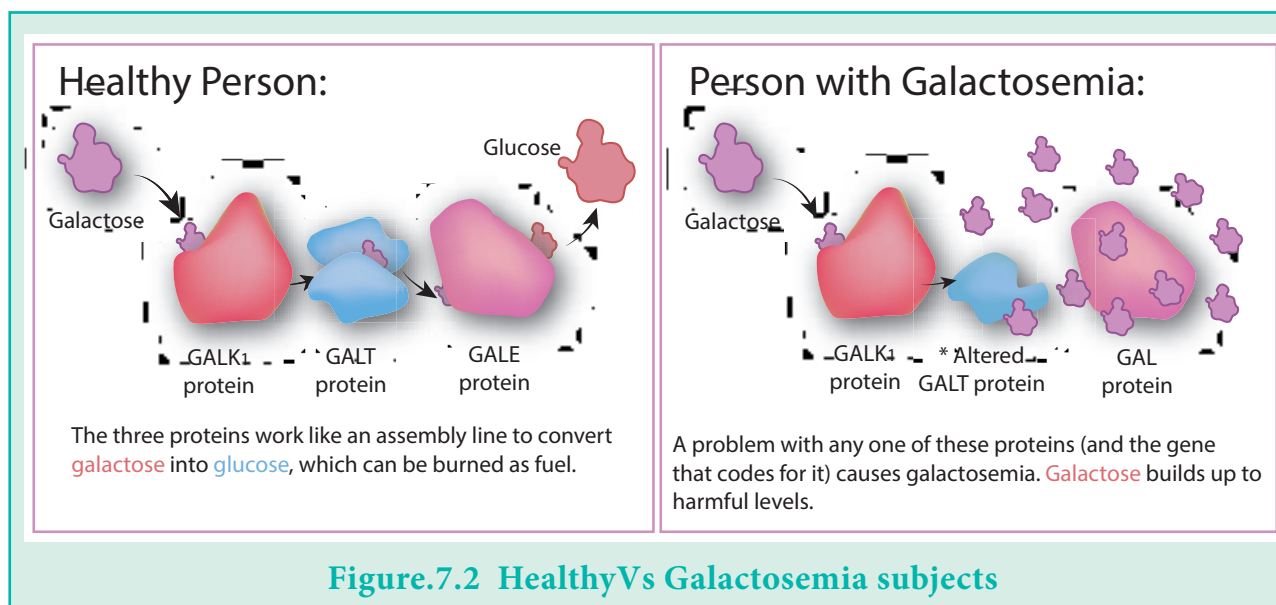 Healthy Person:
Galactose
Glucose
GALK1
protein
GALT
protein
GALE
protein
The three proteins work like an assembly line to convert
galactose into glucose, which can be burned as fuel.
Person with Galactosemia:
Galactose
GALK1
protein
* Altered
GALT protein
GAL
protein
A problem with any one of these proteins (and the gene
that codes for it) causes galactosemia. Galactose builds up to
harmful levels.
Figure.7.2 HealthyVs Galactosemia subjects